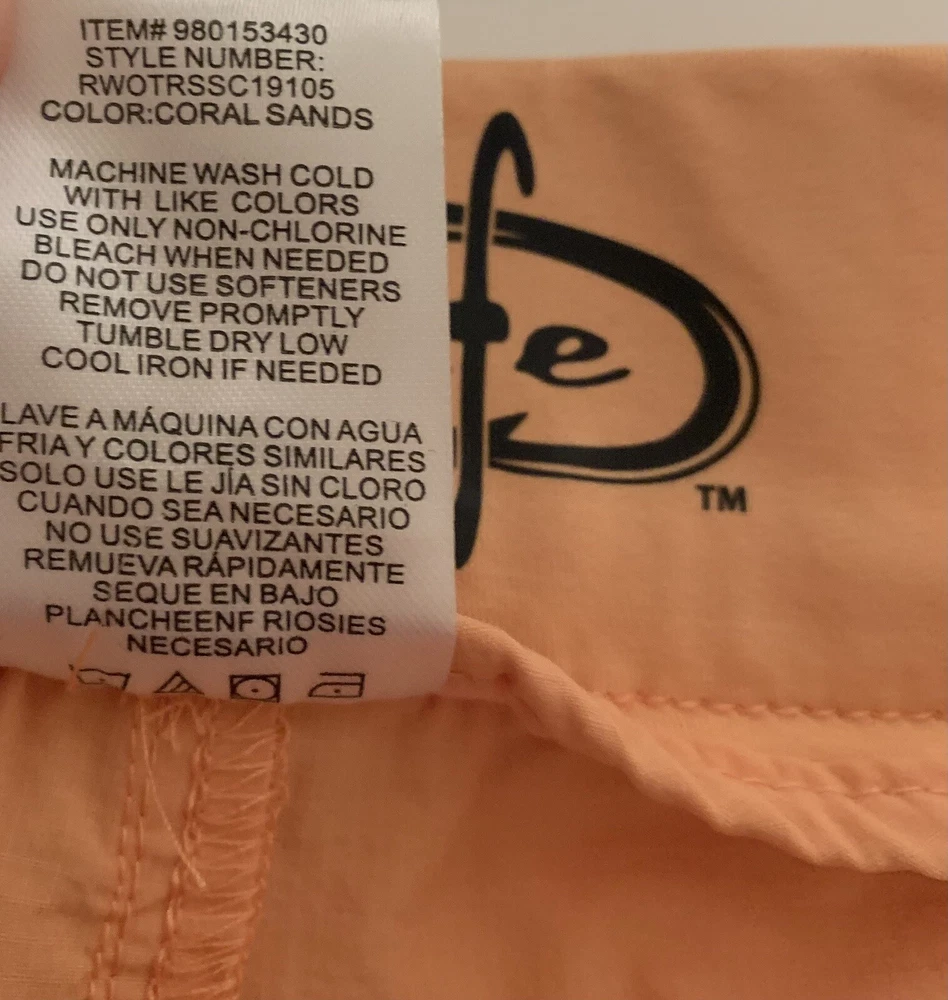 ITEM# 980153430
STYLE NUMBER:
RWOTRSSC19105
COLOR:CORAL SANDS
MACHINE WASH COLD
WITH LIKE COLORS
USE ONLY NON-CHLORINE
BLEACH WHEN NEEDED
DO NOT USE SOFTENERS
REMOVE PROMPTLY
TUMBLE DRY LOW
COOL IRON IF NEEDED
LAVE A MÁQUINA CON AGUA
FRIA Y COLORES SIMILARES
SOLO USE LE JÍA SIN CLORO
CUANDO SEA NECESARIO
NO USE SUAVIZANTES
REMUEVA RÁPIDAMENTE
SEQUE EN BAJO
PLANCHEENF RIOSIES
NECESARIO
fe
TM